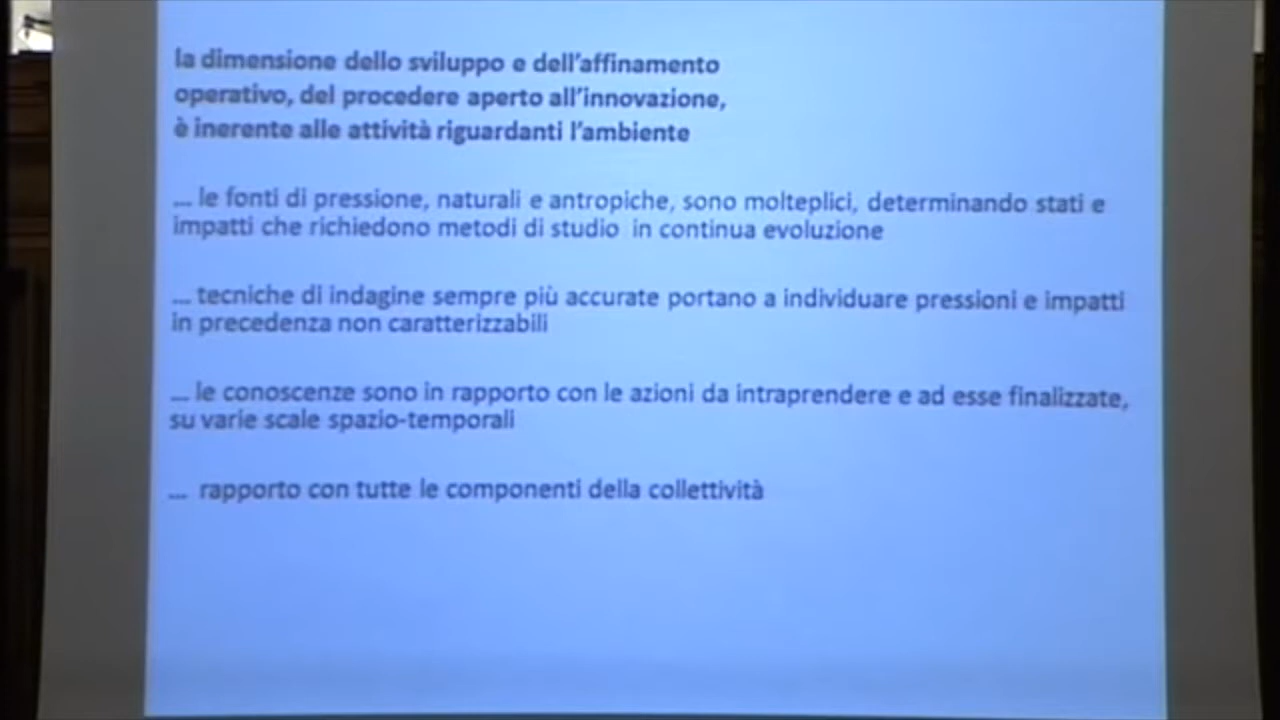 la dimensione dello sviluppo e dell'affinamento
operativo, del procedere aperto all'innovazione,
è inerente alle attività riguardanti l'ambiente
... le fonti di pressione, naturali e antropiche, sono molteplici, determinando stati e
impatti che richiedono metodi di studio in continua evoluzione
... tecniche di indagine sempre più accurate portano a individuare pressioni e impatti
in precedenza non caratterizzabili
... le conoscenze sono in rapporto con le azioni da intraprendere e ad esse finalizzate,
su varie scale spazio-temporali
... rapporto con tutte le componenti della collettività